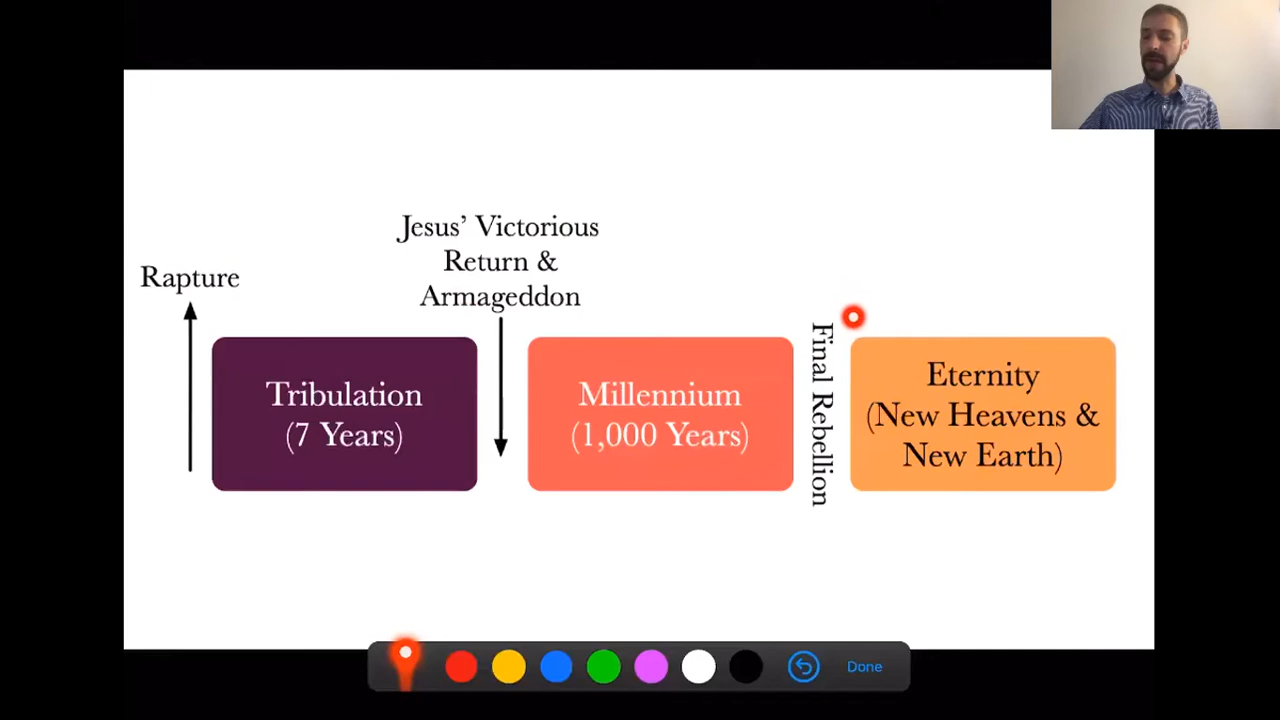 Jesus’ Victorious
Return &
Armageddon
Rapture
Tribulation
(7 Years)
Millennium
(1,000 Years)
Final Rebellion
Eternity
(New Heavens &
New Earth)
Done